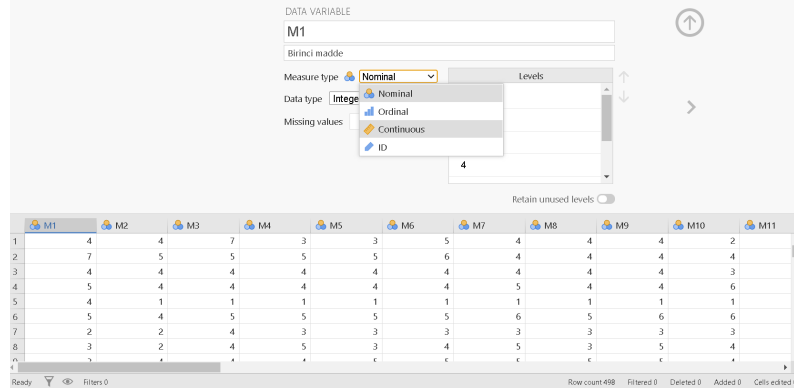 DATA VARIABLE
M1
Birinci madde
Measure type Nominal
Levels
Nominal
Data type Intege
Ordinal
Missing values
Continuous
ID
4
Retain unused levels
M1 M2 M3 M4 M5 M6 M7 M8 M9 M10 M11
1 4 4 7 3 3 5 4 4 4 2
2 7 5 5 5 5 6 4 4 4 4
3 4 4 4 4 4 4 4 4 4 3
4 5 4 4 4 4 4 5 4 4 6
5 4 1 1 1 1 1 1 1 1 1
6 5 4 5 5 5 5 6 5 6 6
7 2 2 4 3 3 3 3 3 3 3
8 3 2 4 5 3 4 5 3 5 4
Ready Filters 0 Row count 498 Filtered 0 Deleted 0 Added 0 Cells edited